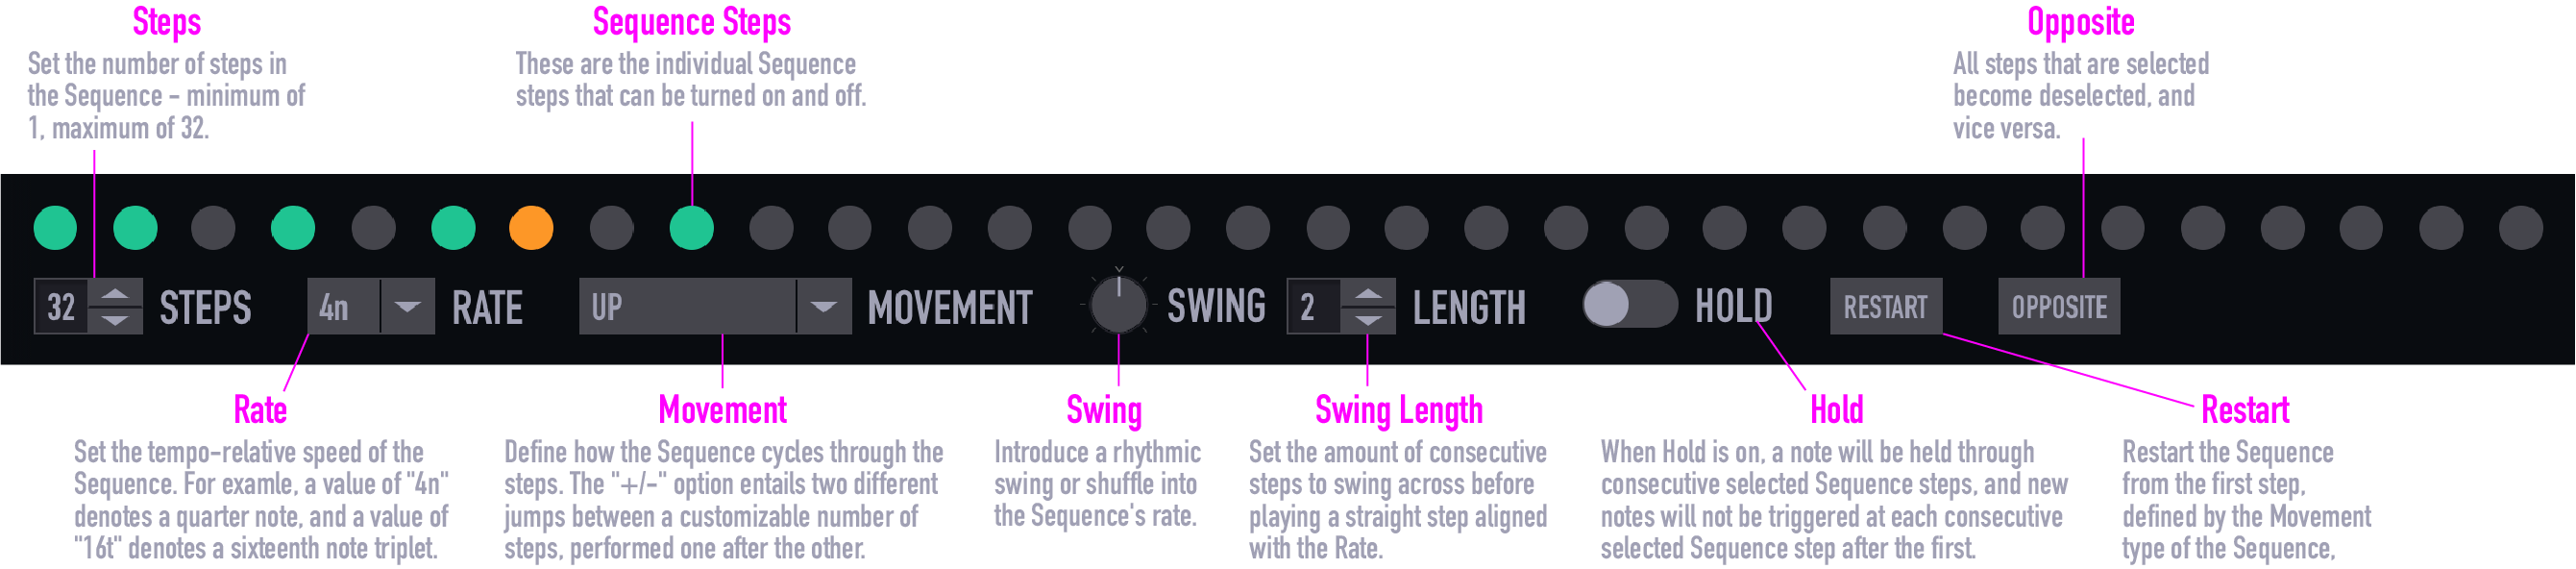 Steps
Set the number of steps in
the Sequence - minimum of
1, maximum of 32.
Sequence Steps
These are the individual Sequence
steps that can be turned on and off.
Opposite
All steps that are selected
become deselected, and
vice versa.
32 STEPS 4n RATE UP MOVEMENT SWING 2 LENGTH HOLD RESTART OPPOSITE
Rate
Set the tempo-relative speed of the
Sequence. For examle, a value of "4n"
denotes a quarter note, and a value of
"16t" denotes a sixteenth note triplet.
Movement
Define how the Sequence cycles through the
steps. The "+/-" option entails two different
jumps between a customizable number of
steps, performed one after the other.
Swing
Introduce a rhythmic
swing or shuffle into
the Sequence's rate.
Swing Length
Set the amount of consecutive
steps to swing across before
playing a straight step aligned
with the Rate.
Hold
When Hold is on, a note will be held through
consecutive selected Sequence steps, and new
notes will not be triggered at each consecutive
selected Sequence step after the first.
Restart
Restart the Sequence
from the first step,
defined by the Movement
type of the Sequence,